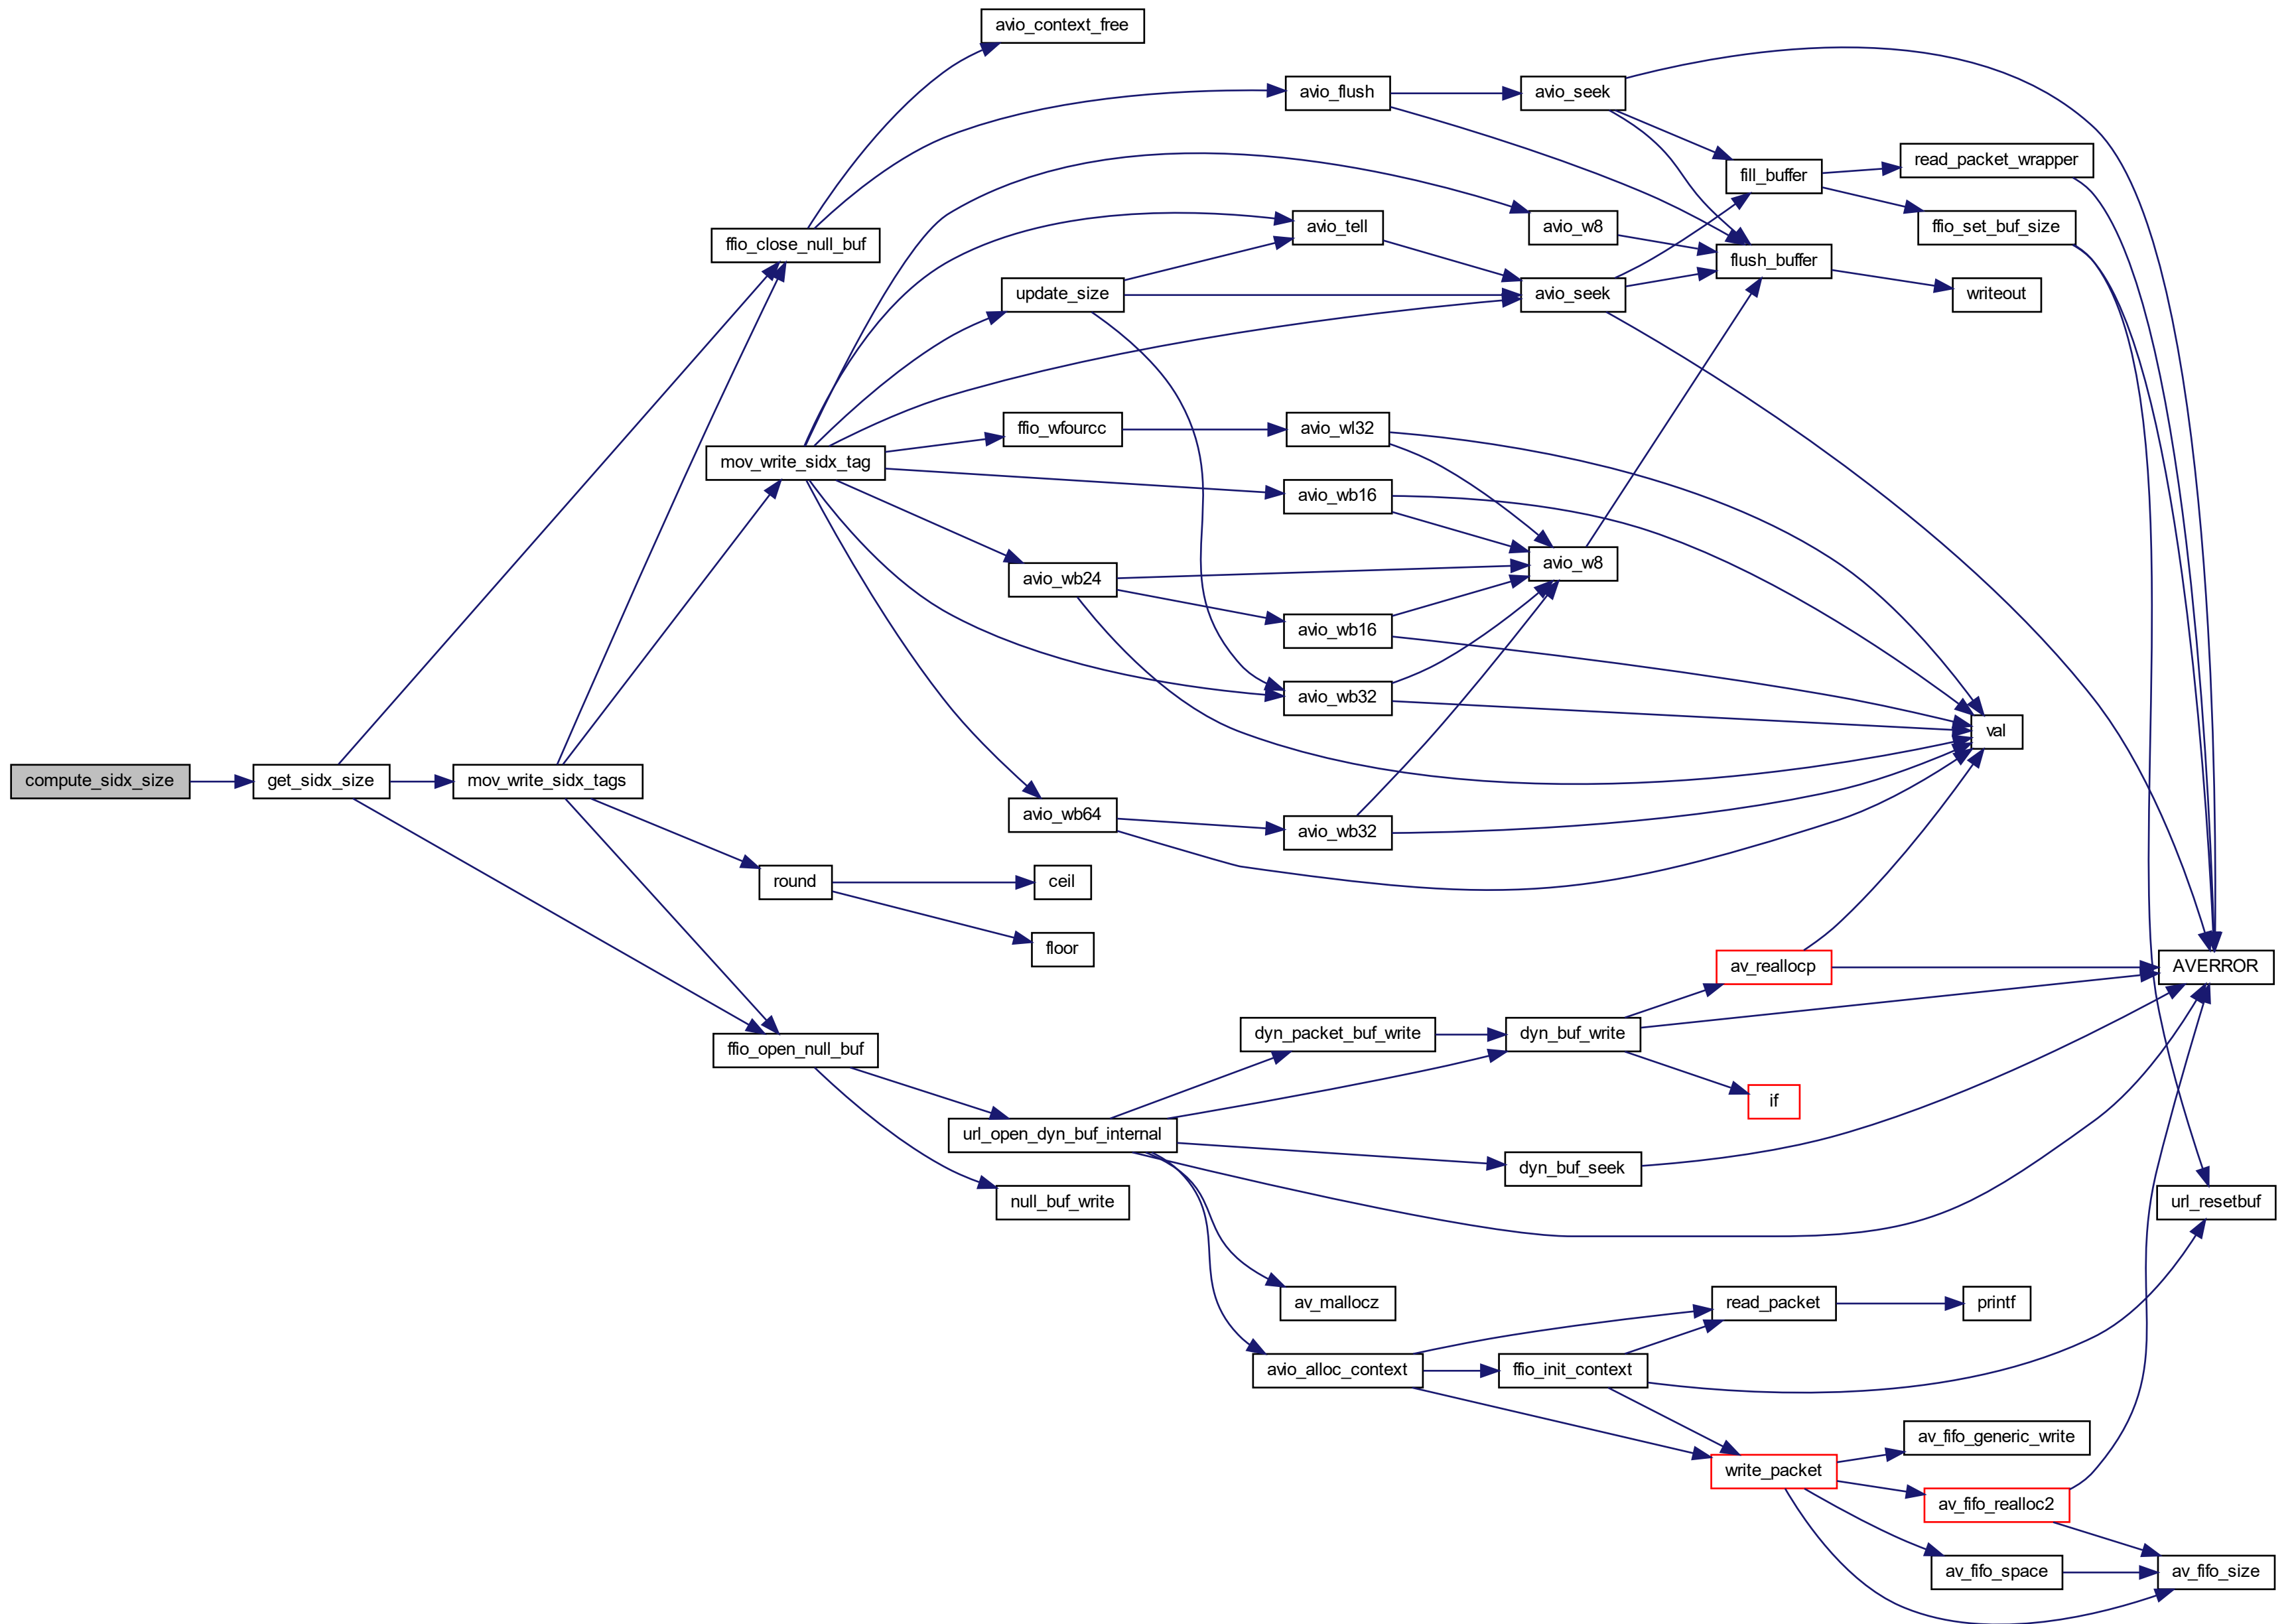 avio_context_free
avio_flush
avio_seek
read_packet_wrapper
fill_buffer
ffio_set_buf_size
avio_tell
avio_w8
ffio_close_null_buf
flush_buffer
update_size
avio_seek
writeout
ffio_wfourcc
avio_wl32
mov_write_sidx_tag
avio_wb16
avio_wb24
avio_w8
avio_wb16
avio_wb32
val
compute_sidx_size
get_sidx_size
mov_write_sidx_tags
avio_wb64
avio_wb32
round
ceil
floor
av_reallocp
AVERROR
dyn_packet_buf_write
dyn_buf_write
ffio_open_null_buf
if
url_open_dyn_buf_internal
dyn_buf_seek
null_buf_write
url_resetbuf
av_mallocz
read_packet
printf
avio_alloc_context
ffio_init_context
av_fifo_generic_write
write_packet
av_fifo_realloc2
av_fifo_space
av_fifo_size